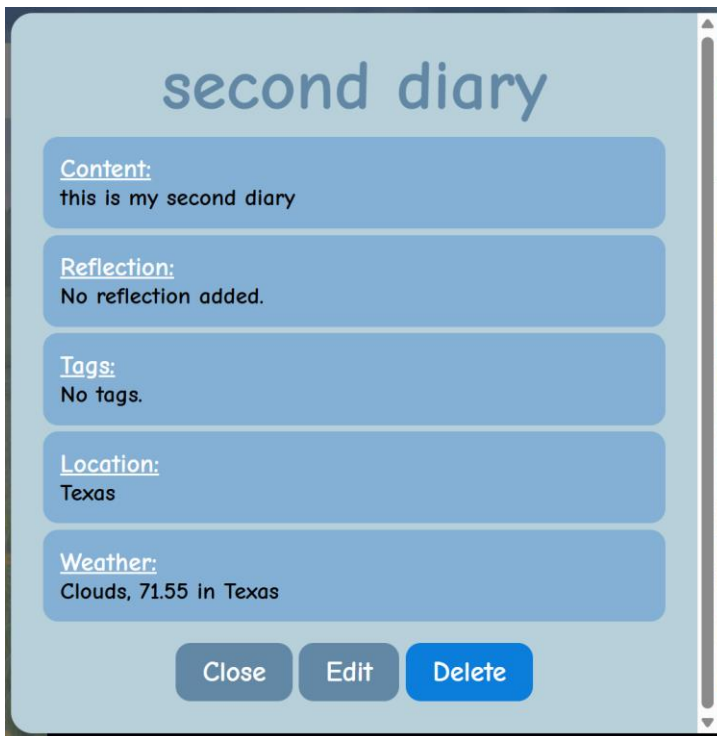 second diary
Content:
this is my second diary
Reflection:
No reflection added.
Tags:
No tags.
Location:
Texas
Weather:
Clouds, 71.55 in Texas
Close Edit Delete